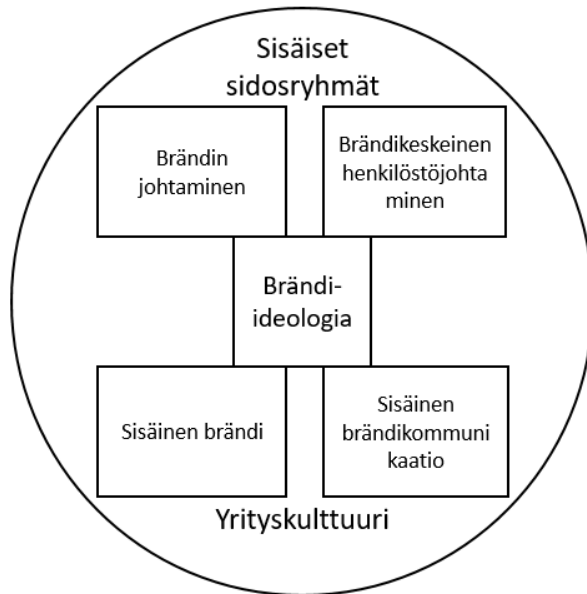 Sisäiset
sidosryhmät
Brändin
johtaminen
Brändikeskeinen
henkilöstöjohta
minen
Brändi-
ideologia
Sisäinen brändi
Sisäinen
brändikommuni
kaatio
Yrityskulttuuri